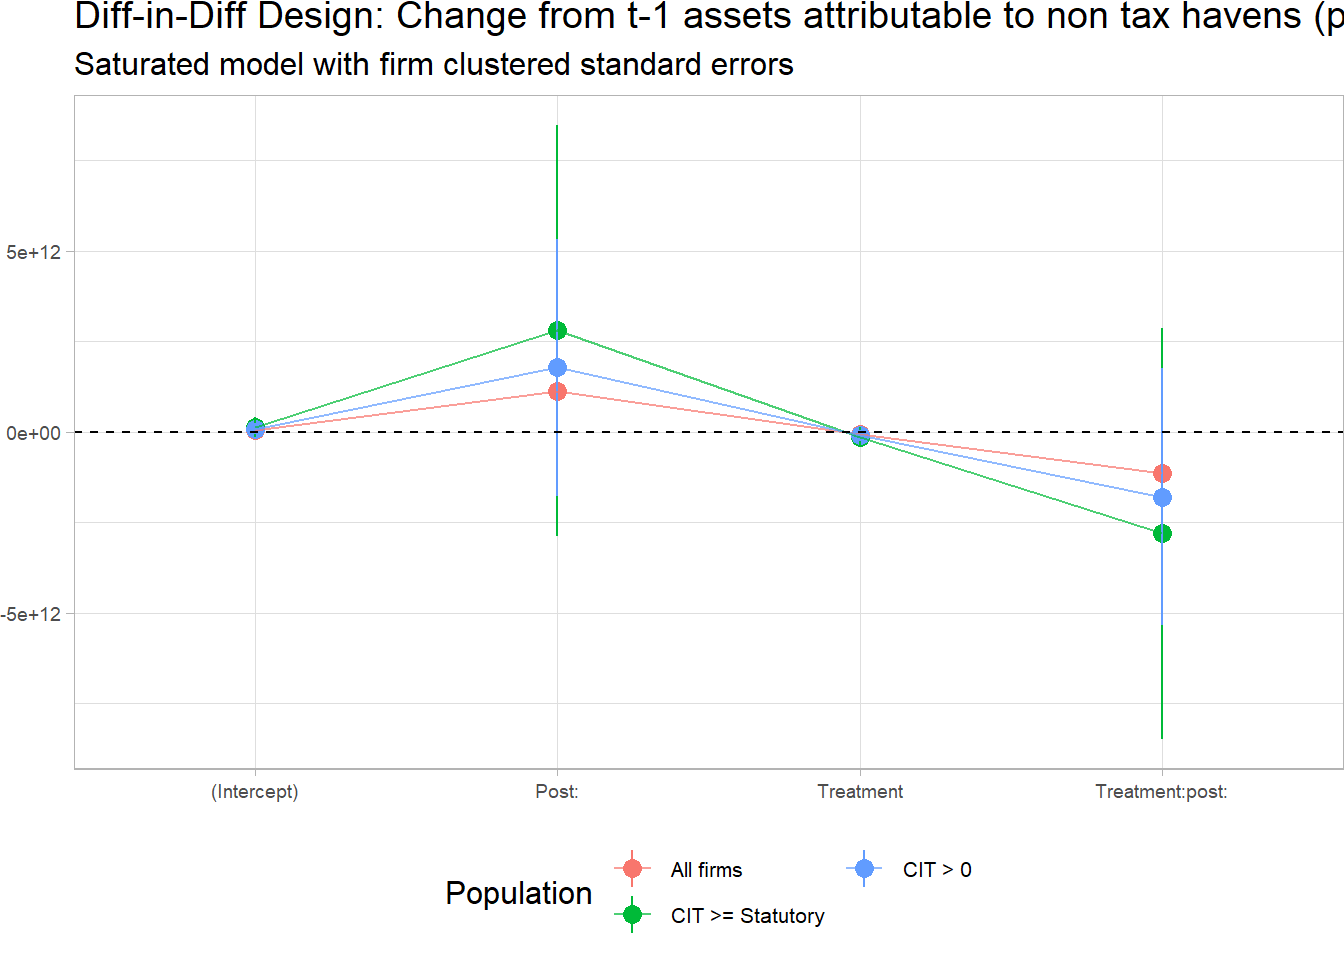 Diff-in-Diff Design: Change from t-1 assets attributable to non tax havens (p
Saturated model with firm clustered standard errors
5e+12
0e+00
-5e+12
(Intercept)
Post:
Treatment
Treatment:post:
Population
All firms
CIT > 0
CIT >= Statutory